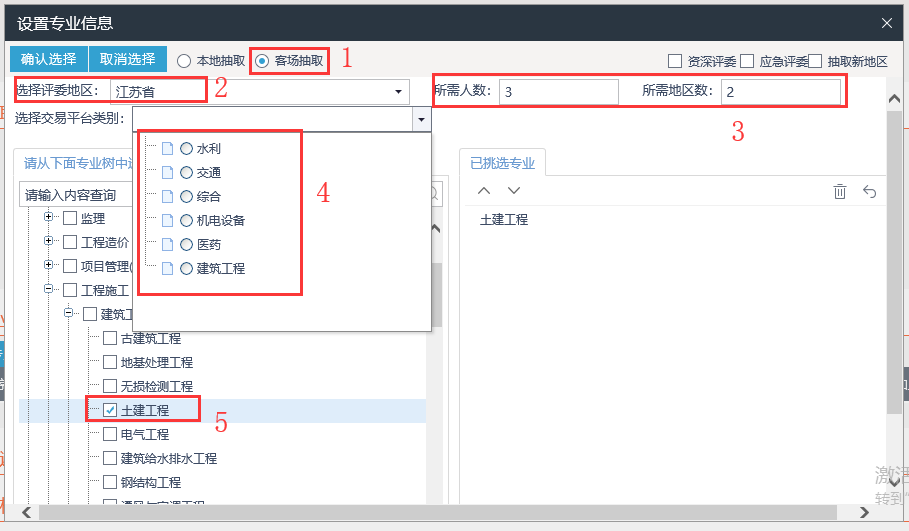 设置专业信息
确认选择 取消选择 本地抽取 客场抽取 1 资深评委 应急评委 抽取新地区
选择评委地区： 江苏省 2 所需人数： 3 所需地区数： 2
选择交易平台类别：
3
请从下面专业树中
已挑选专业
请输入内容查询
水利
交通
综合
机电设备
医药
建筑工程
4
监理
工程造价
项目管理(
工程施工
建筑
古建筑工程
地基处理工程
无损检测工程
土建工程
5
电气工程
建筑给水排水工程
钢结构工程
土建工程
激活
转到"